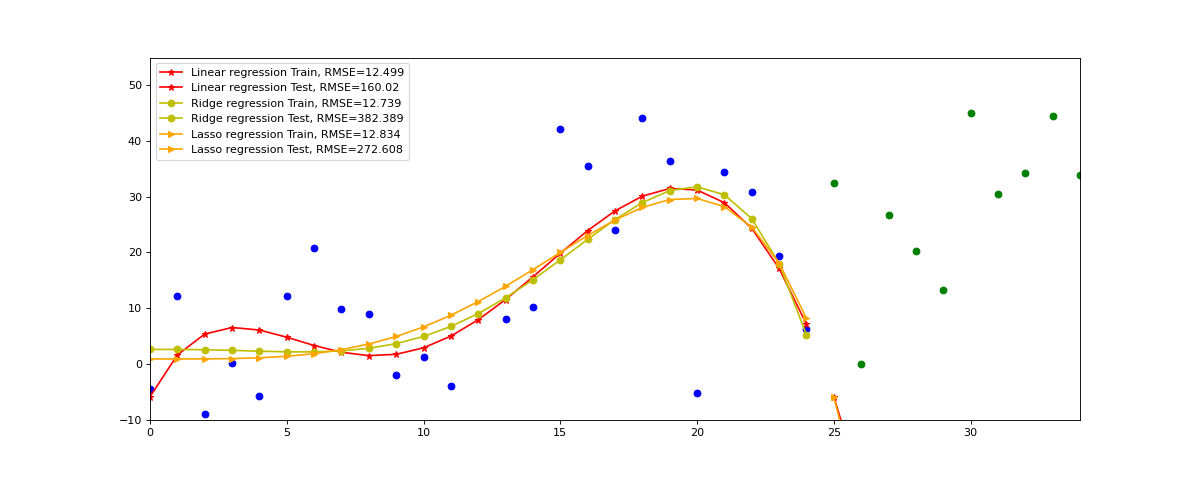 Linear regression Train, RMSE=12.499
Linear regression Test, RMSE=160.02
Ridge regression Train, RMSE=12.739
Ridge regression Test, RMSE=382.389
Lasso regression Train, RMSE=12.834
Lasso regression Test, RMSE=272.608
50
40
30
20
10
0
−10
0 5 10 15 20 25 30